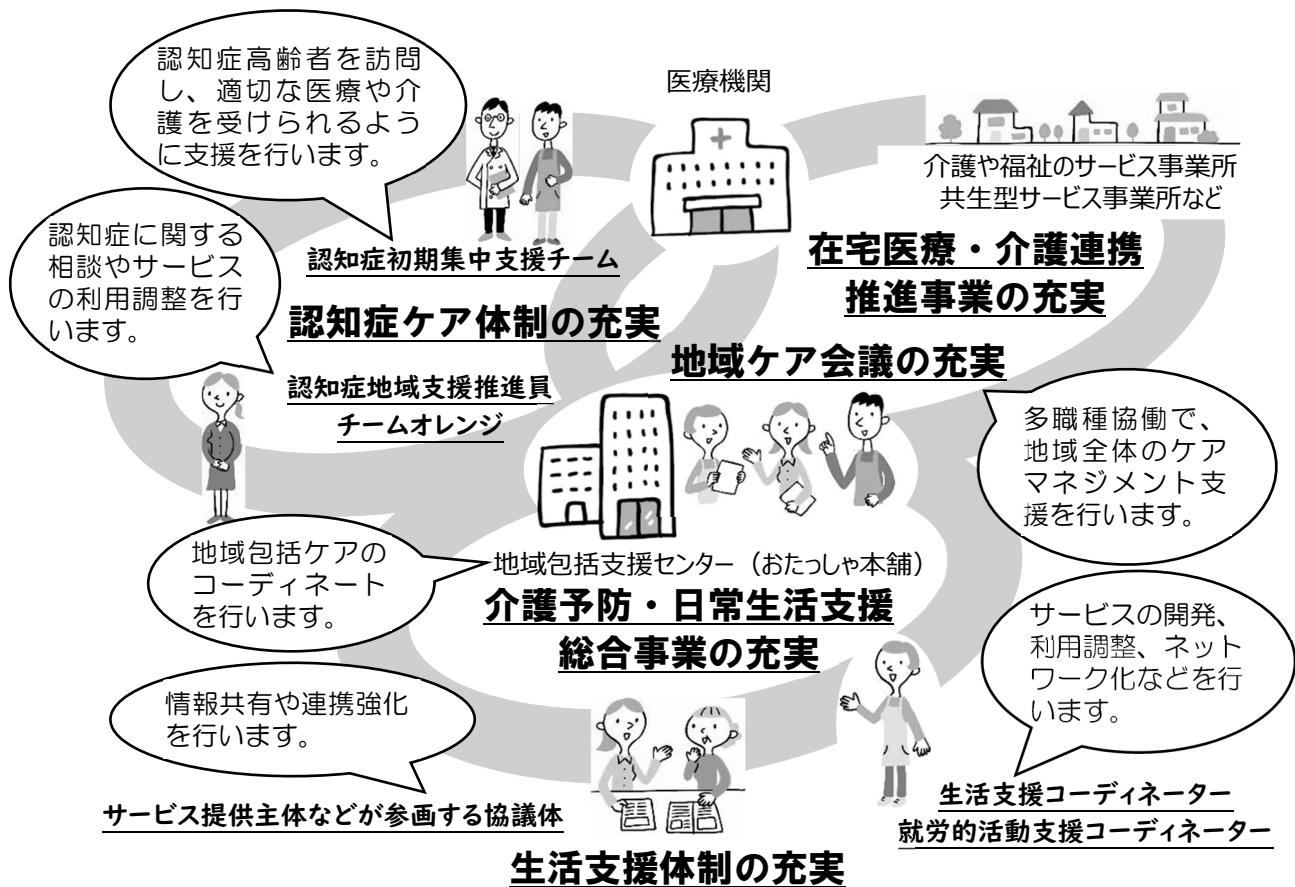 認知症高齢者を訪問
し、適切な医療や介
護を受けられるよう
に支援を行います。
医療機関
介護や福祉のサービス事業所
共生型サービス事業所など
認知症に関する
相談やサービス
の利用調整を行
います。
認知症初期集中支援チーム
在宅医療・介護連携
推進事業の充実
認知症ケア体制の充実
地域ケア会議の充実
認知症地域支援推進員
チームオレンジ
多職種協働で、
地域全体のケア
マネジメント支
援を行います。
地域包括ケアの
コーディネート
を行います。
地域包括支援センター（おたっしゃ本舗）
介護予防・日常生活支援
総合事業の充実
サービスの開発、
利用調整、ネット
ワーク化などを行
います。
情報共有や連携強化
を行います。
サービス提供主体などが参画する協議体
生活支援コーディネーター
就労的活動支援コーディネーター
生活支援体制の充実